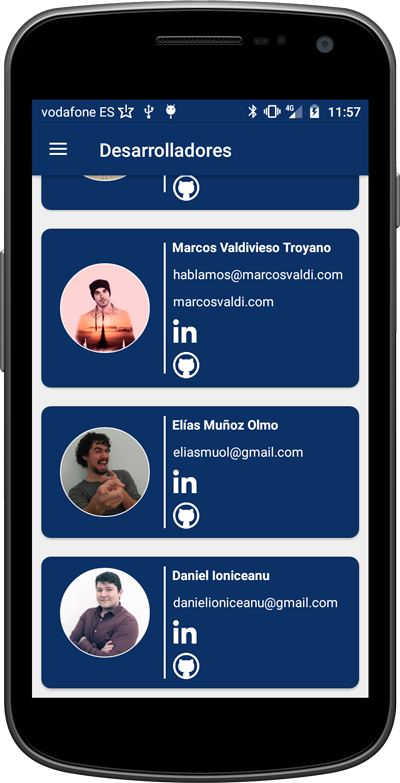 vodafone ES
4G
11:57
Desarrolladores
Marcos Valdivieso Troyano
hablamos@marcosvaldi.com
marcosvaldi.com
in
Elías Muñoz Olmo
eliasmuol@gmail.com
in
Daniel Ioniceanu
danielioniceanu@gmail.com
in